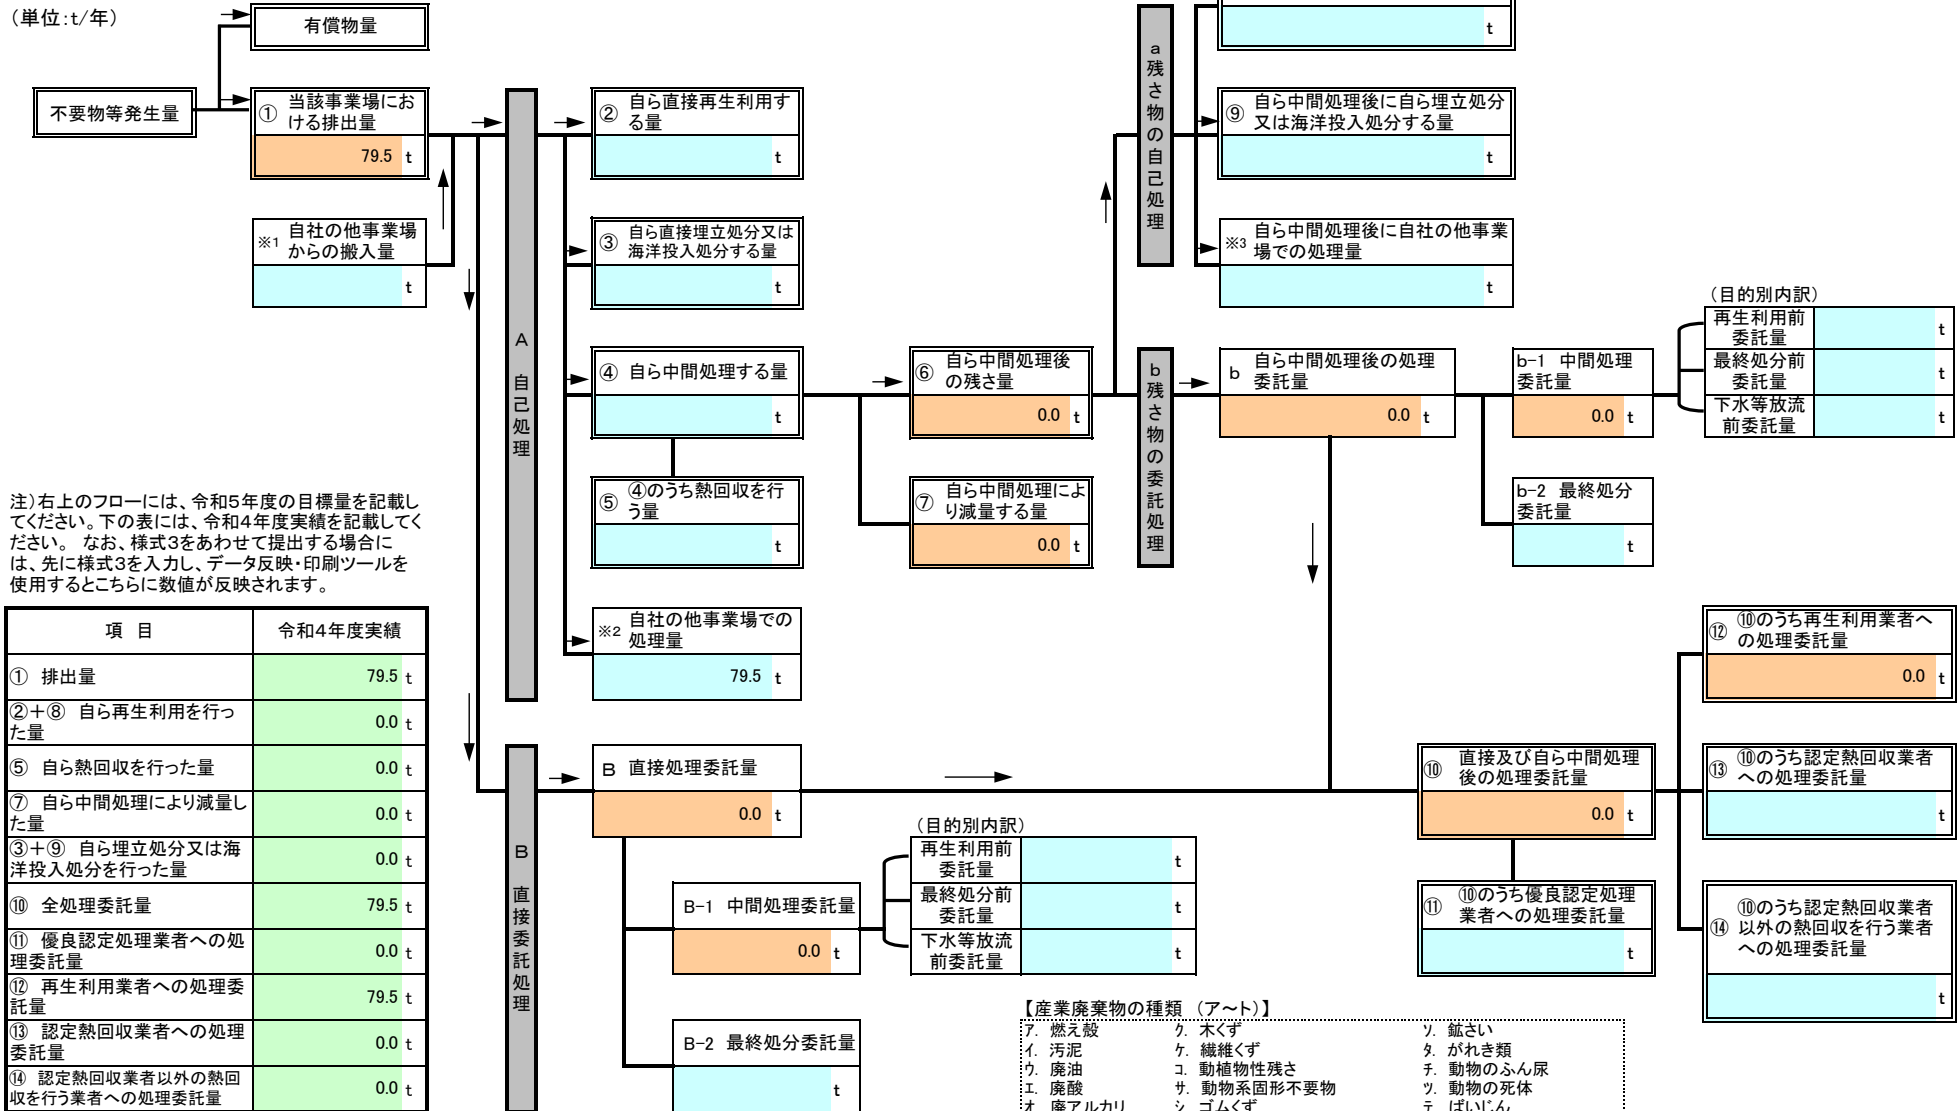 （単位:t/年）
有償物量
不要物等発生量
① 当該事業場にお
ける排出量
79.5 t
※1 自社の他事業場
からの搬入量
t
A 自己処理
② 自ら直接再生利用す
る量
t
③ 自ら直接埋立処分又は
海洋投入処分する量
t
④ 自ら中間処理する量
t
⑤ ④のうち熱回収を行
う量
t
※2 自社の他事業場での
処理量
79.5 t
⑥ 自ら中間処理後
の残さ量
0.0 t
⑦ 自ら中間処理によ
り減量する量
0.0 t
a残さ物の自己処理
t
⑨ 自ら中間処理後に自ら埋立処分
又は海洋投入処分する量
t
※3 自ら中間処理後に自社の他事業
場での処理量
t
b残さ物の委託処理
b 自ら中間処理後の処理
委託量
0.0 t
b-1 中間処理
委託量
0.0 t
（目的別内訳）
再生利用前
委託量
t
最終処分前
委託量
t
下水等放流
前委託量
t
b-2 最終処分
委託量
t
注）右上のフローには、令和5年度の目標量を記載し
てください。下の表には、令和4年度実績を記載してく
ださい。 なお、様式3をあわせて提出する場合に
は、先に様式3を入力し、データ反映・印刷ツールを
使用するとこちらに数値が反映されます。
項 目 令和4年度実績
① 排出量 79.5 t
②＋⑧ 自ら再生利用を行っ
た量 0.0 t
⑤ 自ら熱回収を行った量 0.0 t
⑦ 自ら中間処理により減量し
た量 0.0 t
③＋⑨ 自ら埋立処分又は海
洋投入処分を行った量 0.0 t
⑩ 全処理委託量 79.5 t
⑪ 優良認定処理業者への処
理委託量 0.0 t
⑫ 再生利用業者への処理委
託量 79.5 t
⑬ 認定熱回収業者への処理
委託量 0.0 t
⑭ 認定熱回収業者以外の熱回
収を行う業者への処理委託量 0.0 t
B 直接委託処理
B 直接処理委託量
0.0 t
B-1 中間処理委託量
0.0 t
（目的別内訳）
再生利用前
委託量
t
最終処分前
委託量
t
下水等放流
前委託量
t
B-2 最終処分委託量
t
⑩ 直接及び自ら中間処理
後の処理委託量
0.0 t
⑪ ⑩のうち優良認定処理
業者への処理委託量
t
⑫ ⑩のうち再生利用業者へ
の処理委託量
0.0 t
⑬ ⑩のうち認定熱回収業者
への処理委託量
t
⑭ ⑩のうち認定熱回収業者
以外の熱回収を行う業者
への処理委託量
t
【産業廃棄物の種類 （ア～ト）】
ア. 燃え殻 ク. 木くず ソ. 鉱さい
イ. 汚泥 ケ. 繊維くず タ. がれき類
ウ. 廃油 コ. 動植物性残さ チ. 動物のふん尿
エ. 廃酸 サ. 動物系固形不要物 ツ. 動物の死体
オ. 廃アルカリ シ. ゴムくず テ. ばいじん